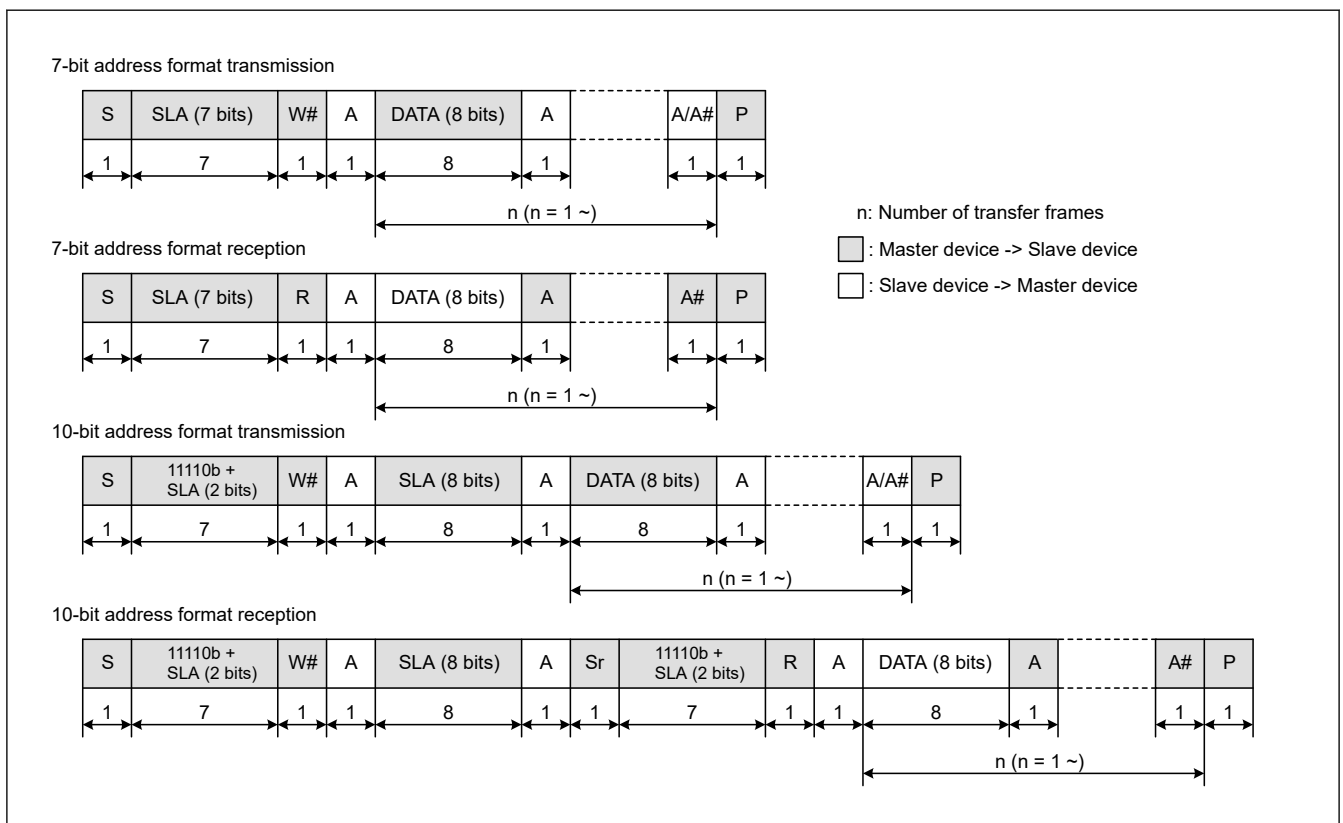 7-bit address format transmission
S SLA (7 bits) W# A DATA (8 bits) A A/A# P
1 7 1 1 8 1 1 1
n (n = 1 ~)
n: Number of transfer frames
: Master device -> Slave device
: Slave device -> Master device
7-bit address format reception
S SLA (7 bits) R A DATA (8 bits) A A# P
1 7 1 1 8 1 1 1
n (n = 1 ~)
10-bit address format transmission
S 11110b + SLA (2 bits) W# A SLA (8 bits) A DATA (8 bits) A A/A# P
1 7 1 1 8 1 8 1 1 1
n (n = 1 ~)
10-bit address format reception
S 11110b + SLA (2 bits) W# A SLA (8 bits) A Sr 11110b + SLA (2 bits) R A DATA (8 bits) A A# P
1 7 1 1 8 1 1 7 1 1 8 1 1 1
n (n = 1 ~)